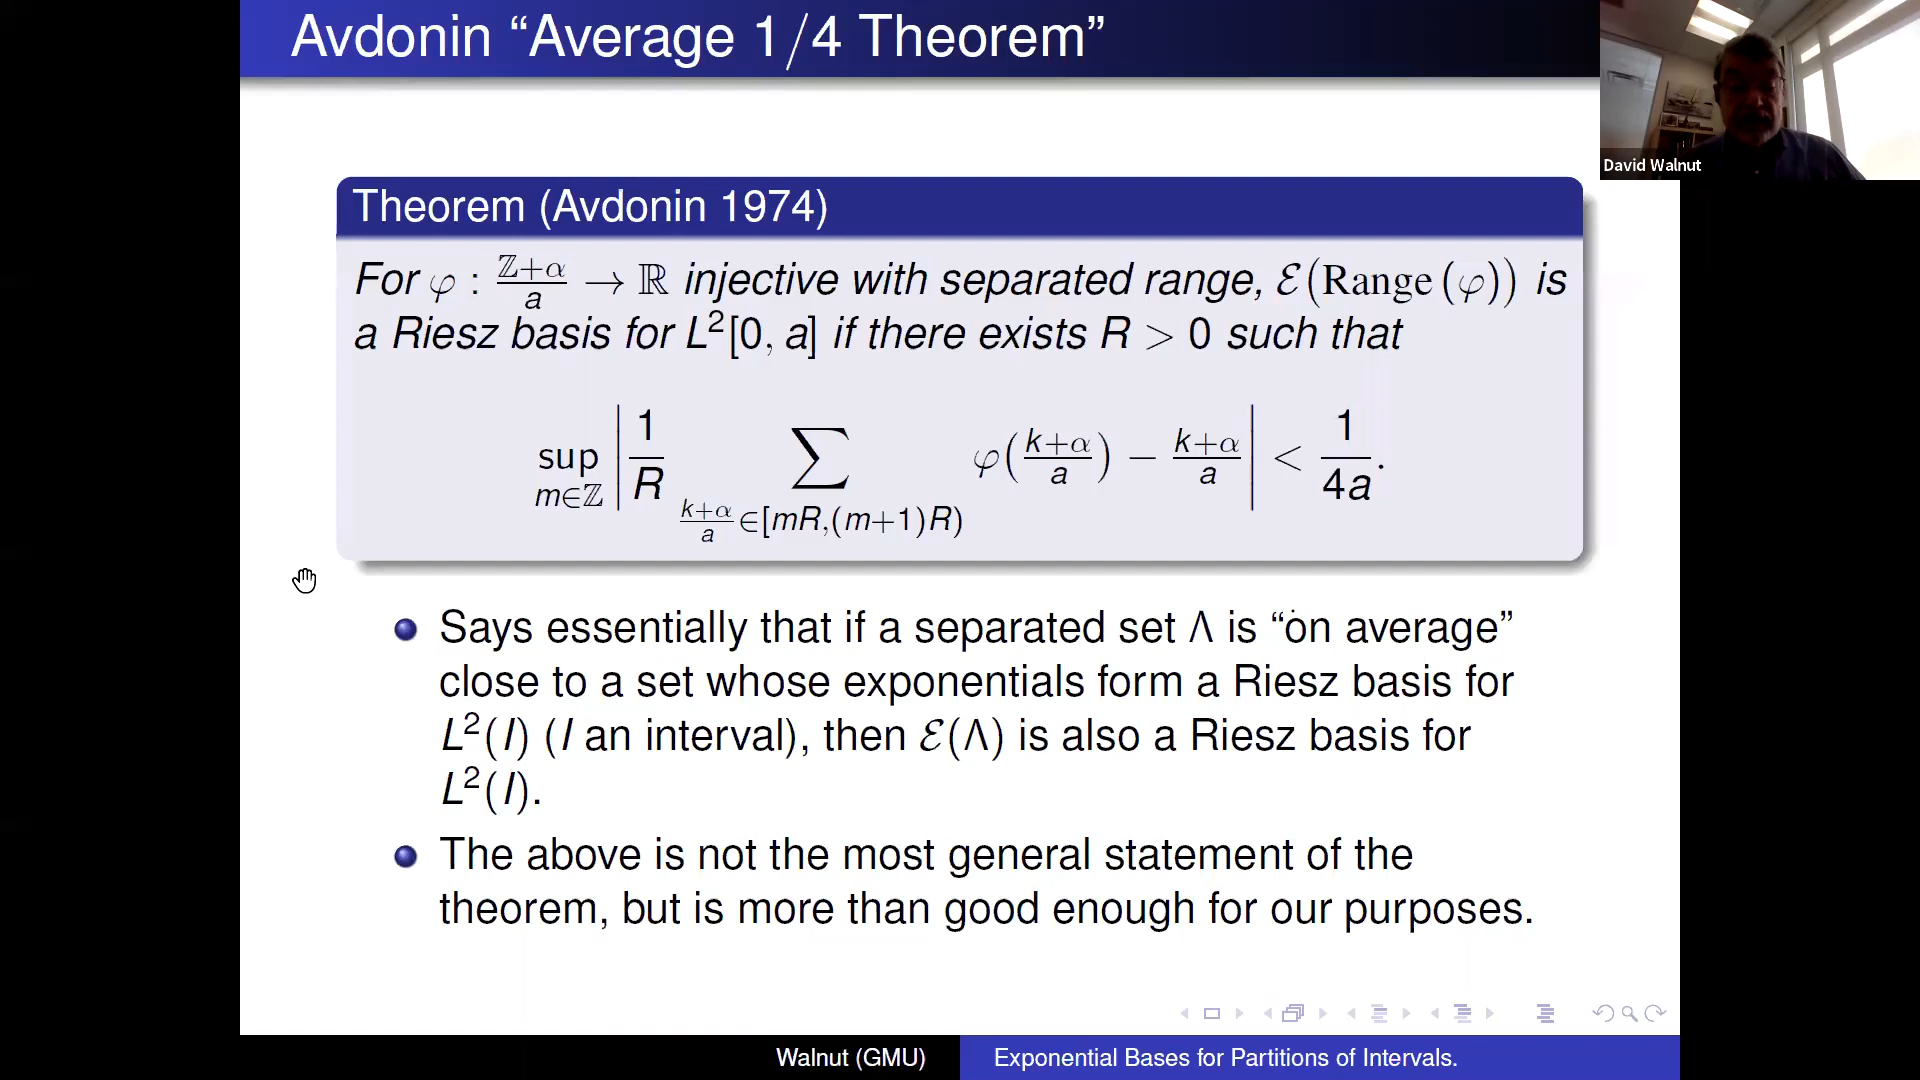 Avdonin “Average 1/4 Theorem”
David Walnut
Theorem (Avdonin 1974)
For φ : (ℤ+α)/a → ℝ injective with separated range, ℰ(Range (φ)) is
a Riesz basis for L²[0, a] if there exists R > 0 such that
sup_{m∈ℤ} | 1/R ∑_{(k+α)/a ∈ [mR,(m+1)R)} φ((k+α)/a) − (k+α)/a | < 1/(4a).
Says essentially that if a separated set Λ is “on average”
close to a set whose exponentials form a Riesz basis for
L²(I) (I an interval), then ℰ(Λ) is also a Riesz basis for
L²(I).
The above is not the most general statement of the
theorem, but is more than good enough for our purposes.
Walnut (GMU)
Exponential Bases for Partitions of Intervals.